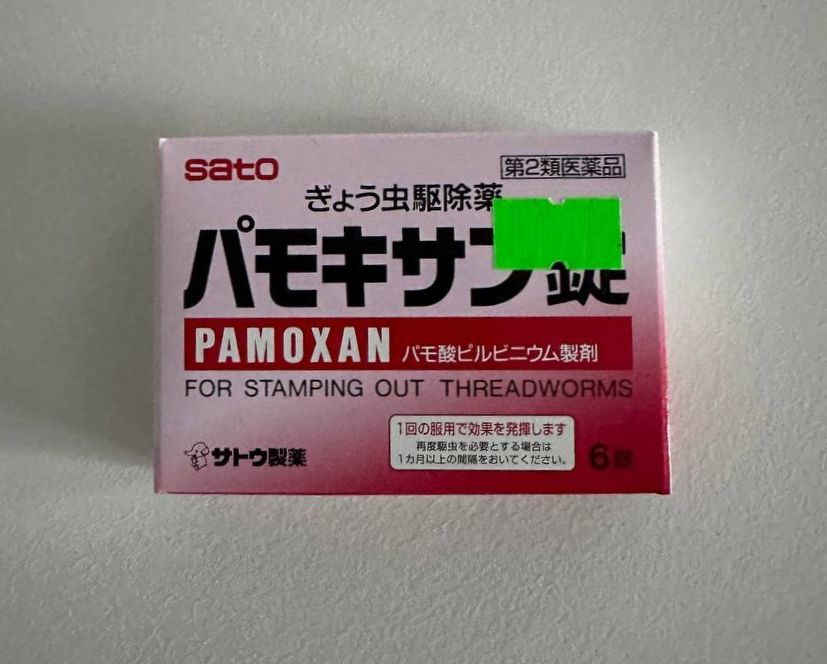 sato
第2類医薬品
ぎょう虫駆除薬
パモキサン錠
PAMOXAN パモ酸ピルビニウム製剤
FOR STAMPING OUT THREADWORMS
1回の服用で効果を発揮します
再度駆虫を必要とする場合は
1カ月以上の間隔をおいてください。
サトウ製薬
6錠